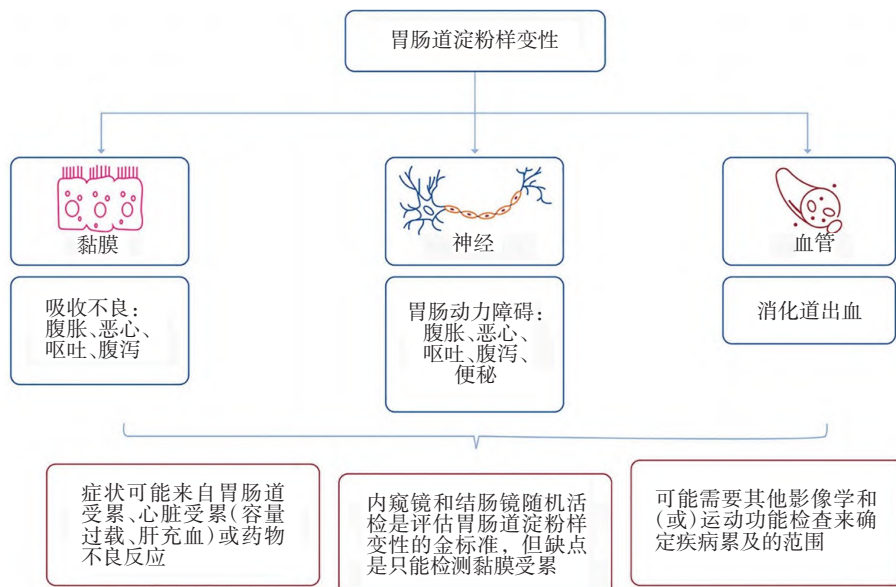 胃肠道淀粉样变性
黏膜
神经
血管
吸收不良：
腹胀、恶心、
呕吐、腹泻
胃肠动力障碍：
腹胀、恶心、
呕吐、腹泻、
便秘
消化道出血
症状可能来自胃肠道
受累、心脏受累(容量
过载、肝充血)或药物
不良反应
内窥镜和结肠镜随机活
检是评估胃肠道淀粉样
变性的金标准，但缺点
是只能检测黏膜受累
可能需要其他影像学和
(或)运动功能检查来确
定疾病累及的范围